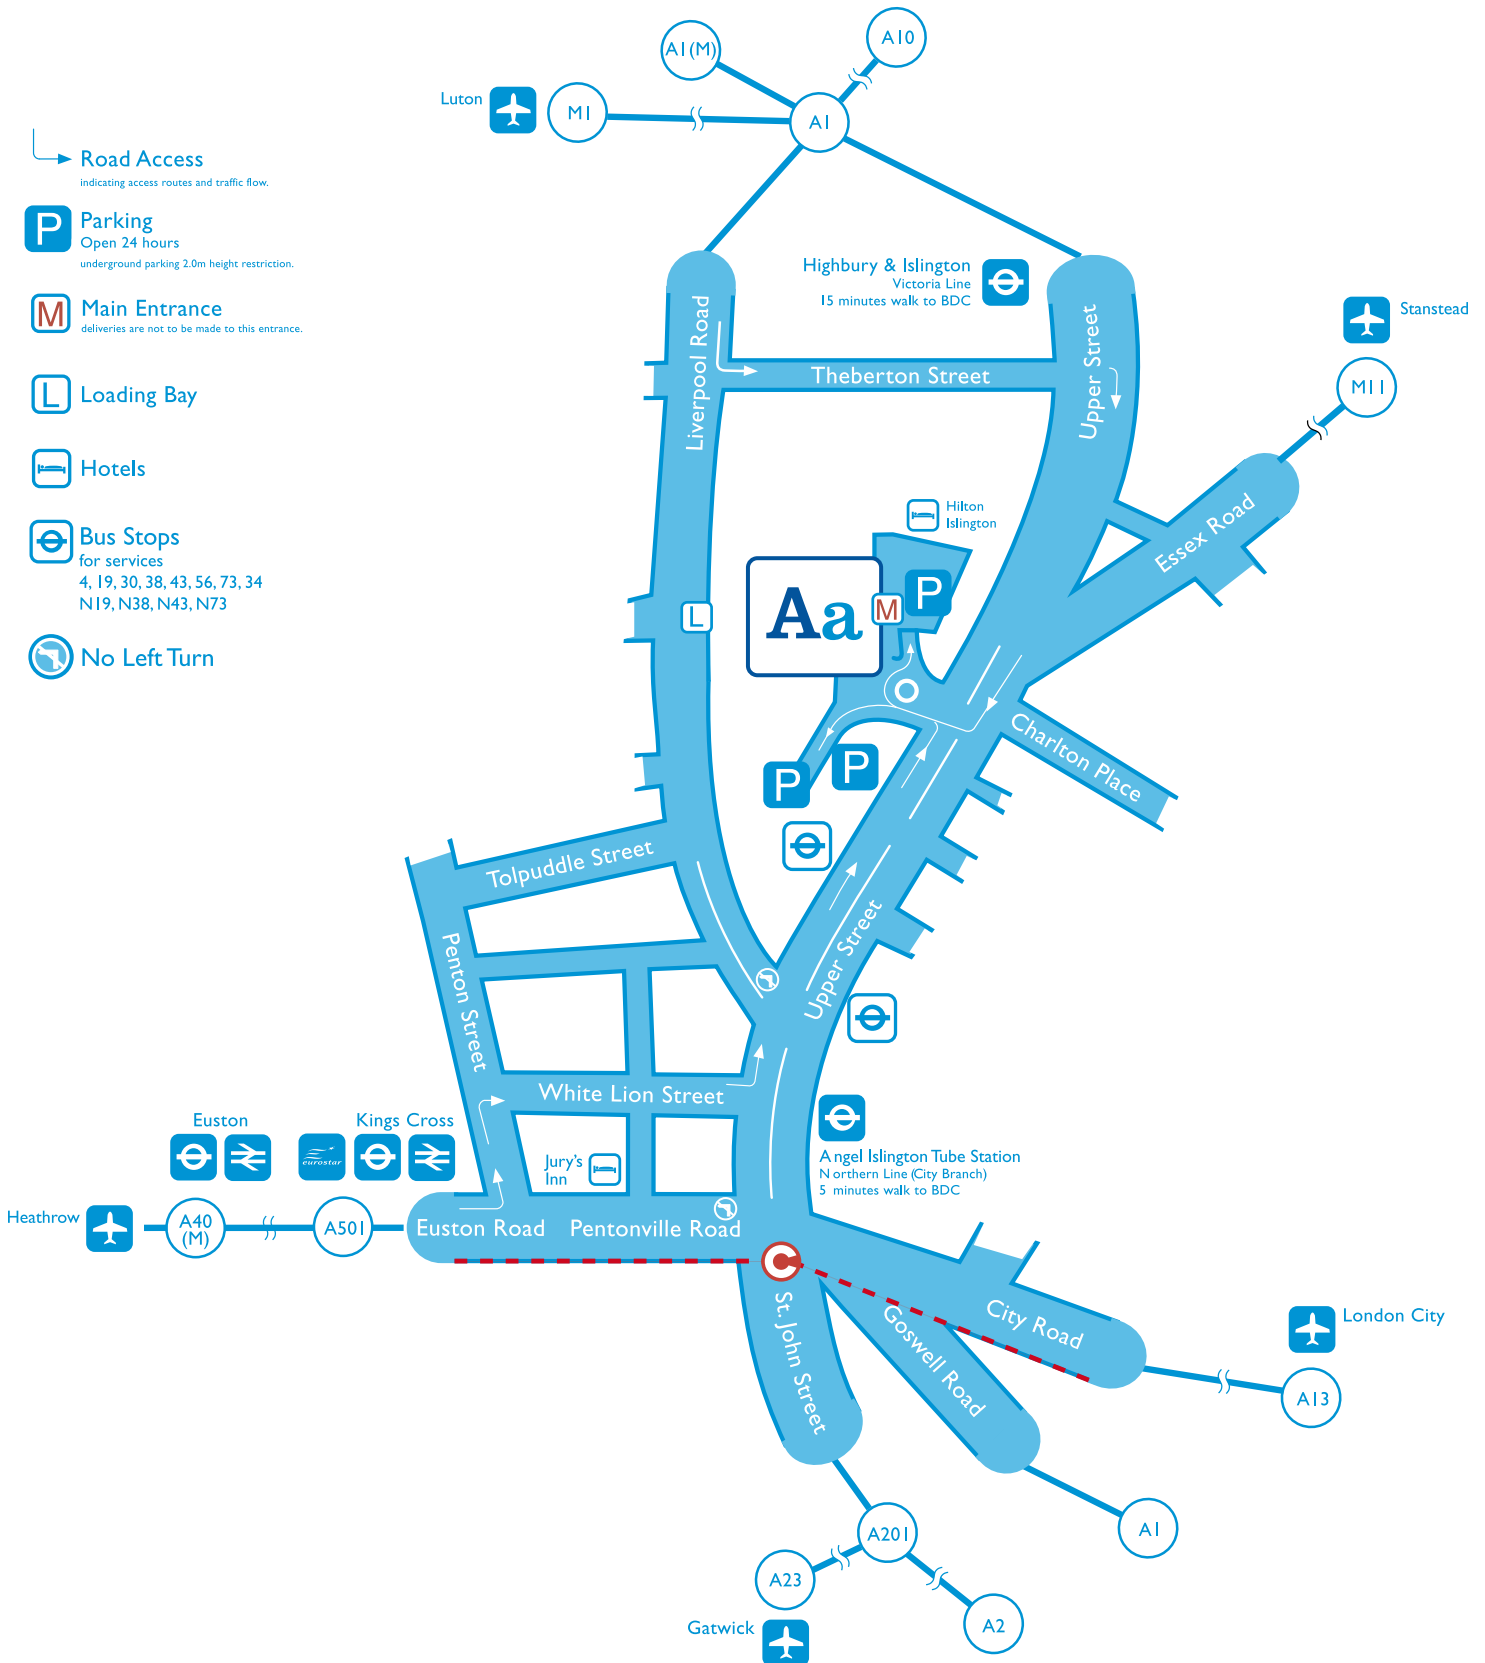 A1(M)
A10
Luton
M1
A1
Road Access
indicating access routes and traffic flow.
P
Parking
Open 24 hours
underground parking 2.0m height restriction.
M
Main Entrance
deliveries are not to be made to this entrance.
L
Loading Bay
Hotels
Bus Stops
for services
4, 19, 30, 38, 43, 56, 73, 34
N19, N38, N43, N73
No Left Turn
Highbury & Islington
Victoria Line
15 minutes walk to BDC
Stanstead
M11
Liverpool Road
Upper Street
Theberton Street
Upper Street
Essex Road
Hilton
Islington
Aa
M
P
L
Charlton Place
P
P
Tolpuddle Street
Penton Street
Upper Street
White Lion Street
Euston
Kings Cross
eurostar
Jury's
Inn
Angel Islington Tube Station
Northern Line (City Branch)
5 minutes walk to BDC
Heathrow
A40
(M)
A501
Euston Road
Pentonville Road
C
St. John Street
Goswell Road
City Road
London City
A13
A1
A201
A23
A2
Gatwick